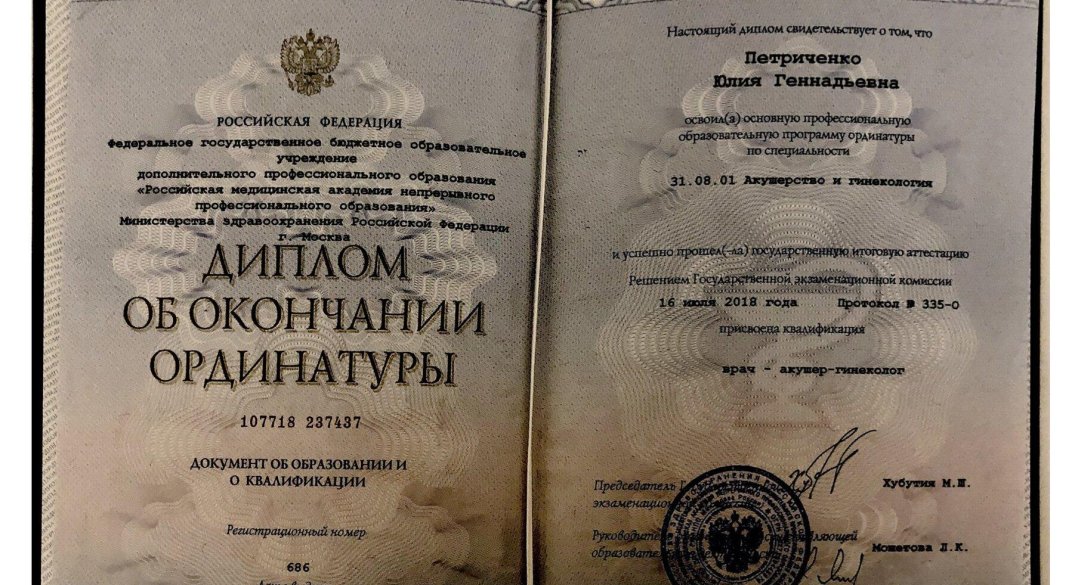 РОССИЙСКАЯ ФЕДЕРАЦИЯ
Федеральное государственное бюджетное образовательное
учреждение
дополнительного профессионального образования
«Российская медицинская академия непрерывного
профессионального образования»
Министерства здравоохранения Российской Федерации
г. Москва
ДИПЛОМ
ОБ ОКОНЧАНИИ
ОРДИНАТУРЫ
107718 237437
ДОКУМЕНТ ОБ ОБРАЗОВАНИИ И
О КВАЛИФИКАЦИИ
Регистрационный номер
686
Настоящий диплом свидетельствует о том, что
Петриченко
Юлия Геннадьевна
освоил(а) основную профессиональную
образовательную программу ординатуры
по специальности
31.08.01 Акушерство и гинекология
и успешно прошел(-ла) государственную итоговую аттестацию
Решением Государственной экзаменационной комиссии
16 июля 2018 года Протокол № 335-О
присвоена квалификация
врач - акушер-гинеколог
Председатель
Хубутия М.Ш.
Мошетова Л.К.